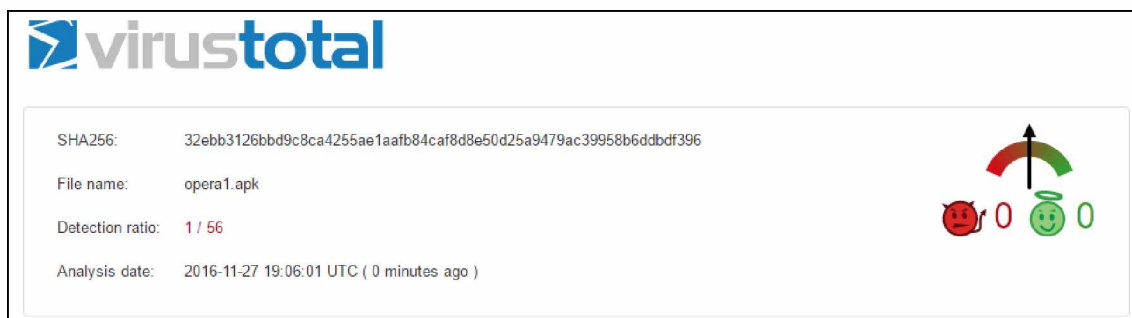 virustotal
SHA256: 32ebb3126bbd9c8ca4255ae1aafb84caf8d8e50d25a9479ac39958b6ddbdf396
File name: opera1.apk
Detection ratio: 1 / 56
Analysis date: 2016-11-27 19:06:01 UTC ( 0 minutes ago )
0 0